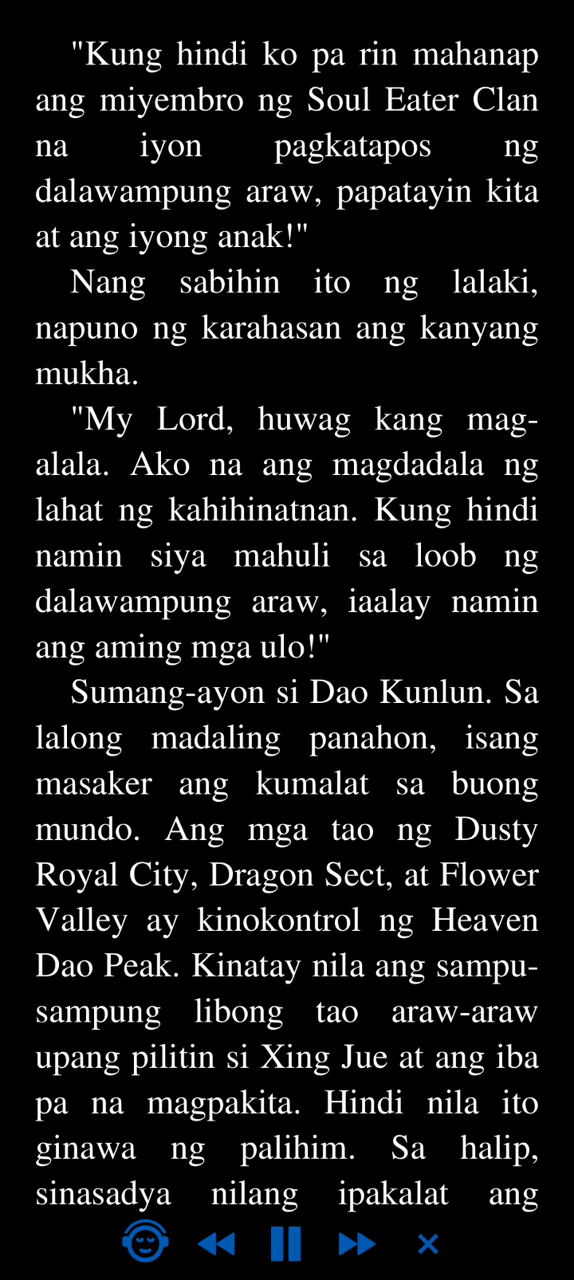 "Kung hindi ko pa rin mahanap
ang miyembro ng Soul Eater Clan
na iyon pagkatapos ng
dalawampung araw, papatayin kita
at ang iyong anak!"
Nang sabihin ito ng lalaki,
napuno ng karahasan ang kanyang
mukha.
"My Lord, huwag kang mag-
alala. Ako na ang magdadala ng
lahat ng kahihinatnan. Kung hindi
namin siya mahuli sa loob ng
dalawampung araw, iaalay namin
ang aming mga ulo!"
Sumang-ayon si Dao Kunlun. Sa
lalong madaling panahon, isang
masaker ang kumalat sa buong
mundo. Ang mga tao ng Dusty
Royal City, Dragon Sect, at Flower
Valley ay kinokontrol ng Heaven
Dao Peak. Kinatay nila ang sampu-
sampung libong tao araw-araw
upang pilitin si Xing Jue at ang iba
pa na magpakita. Hindi nila ito
ginawa ng palihim. Sa halip,
sinasadya nilang ipakalat ang